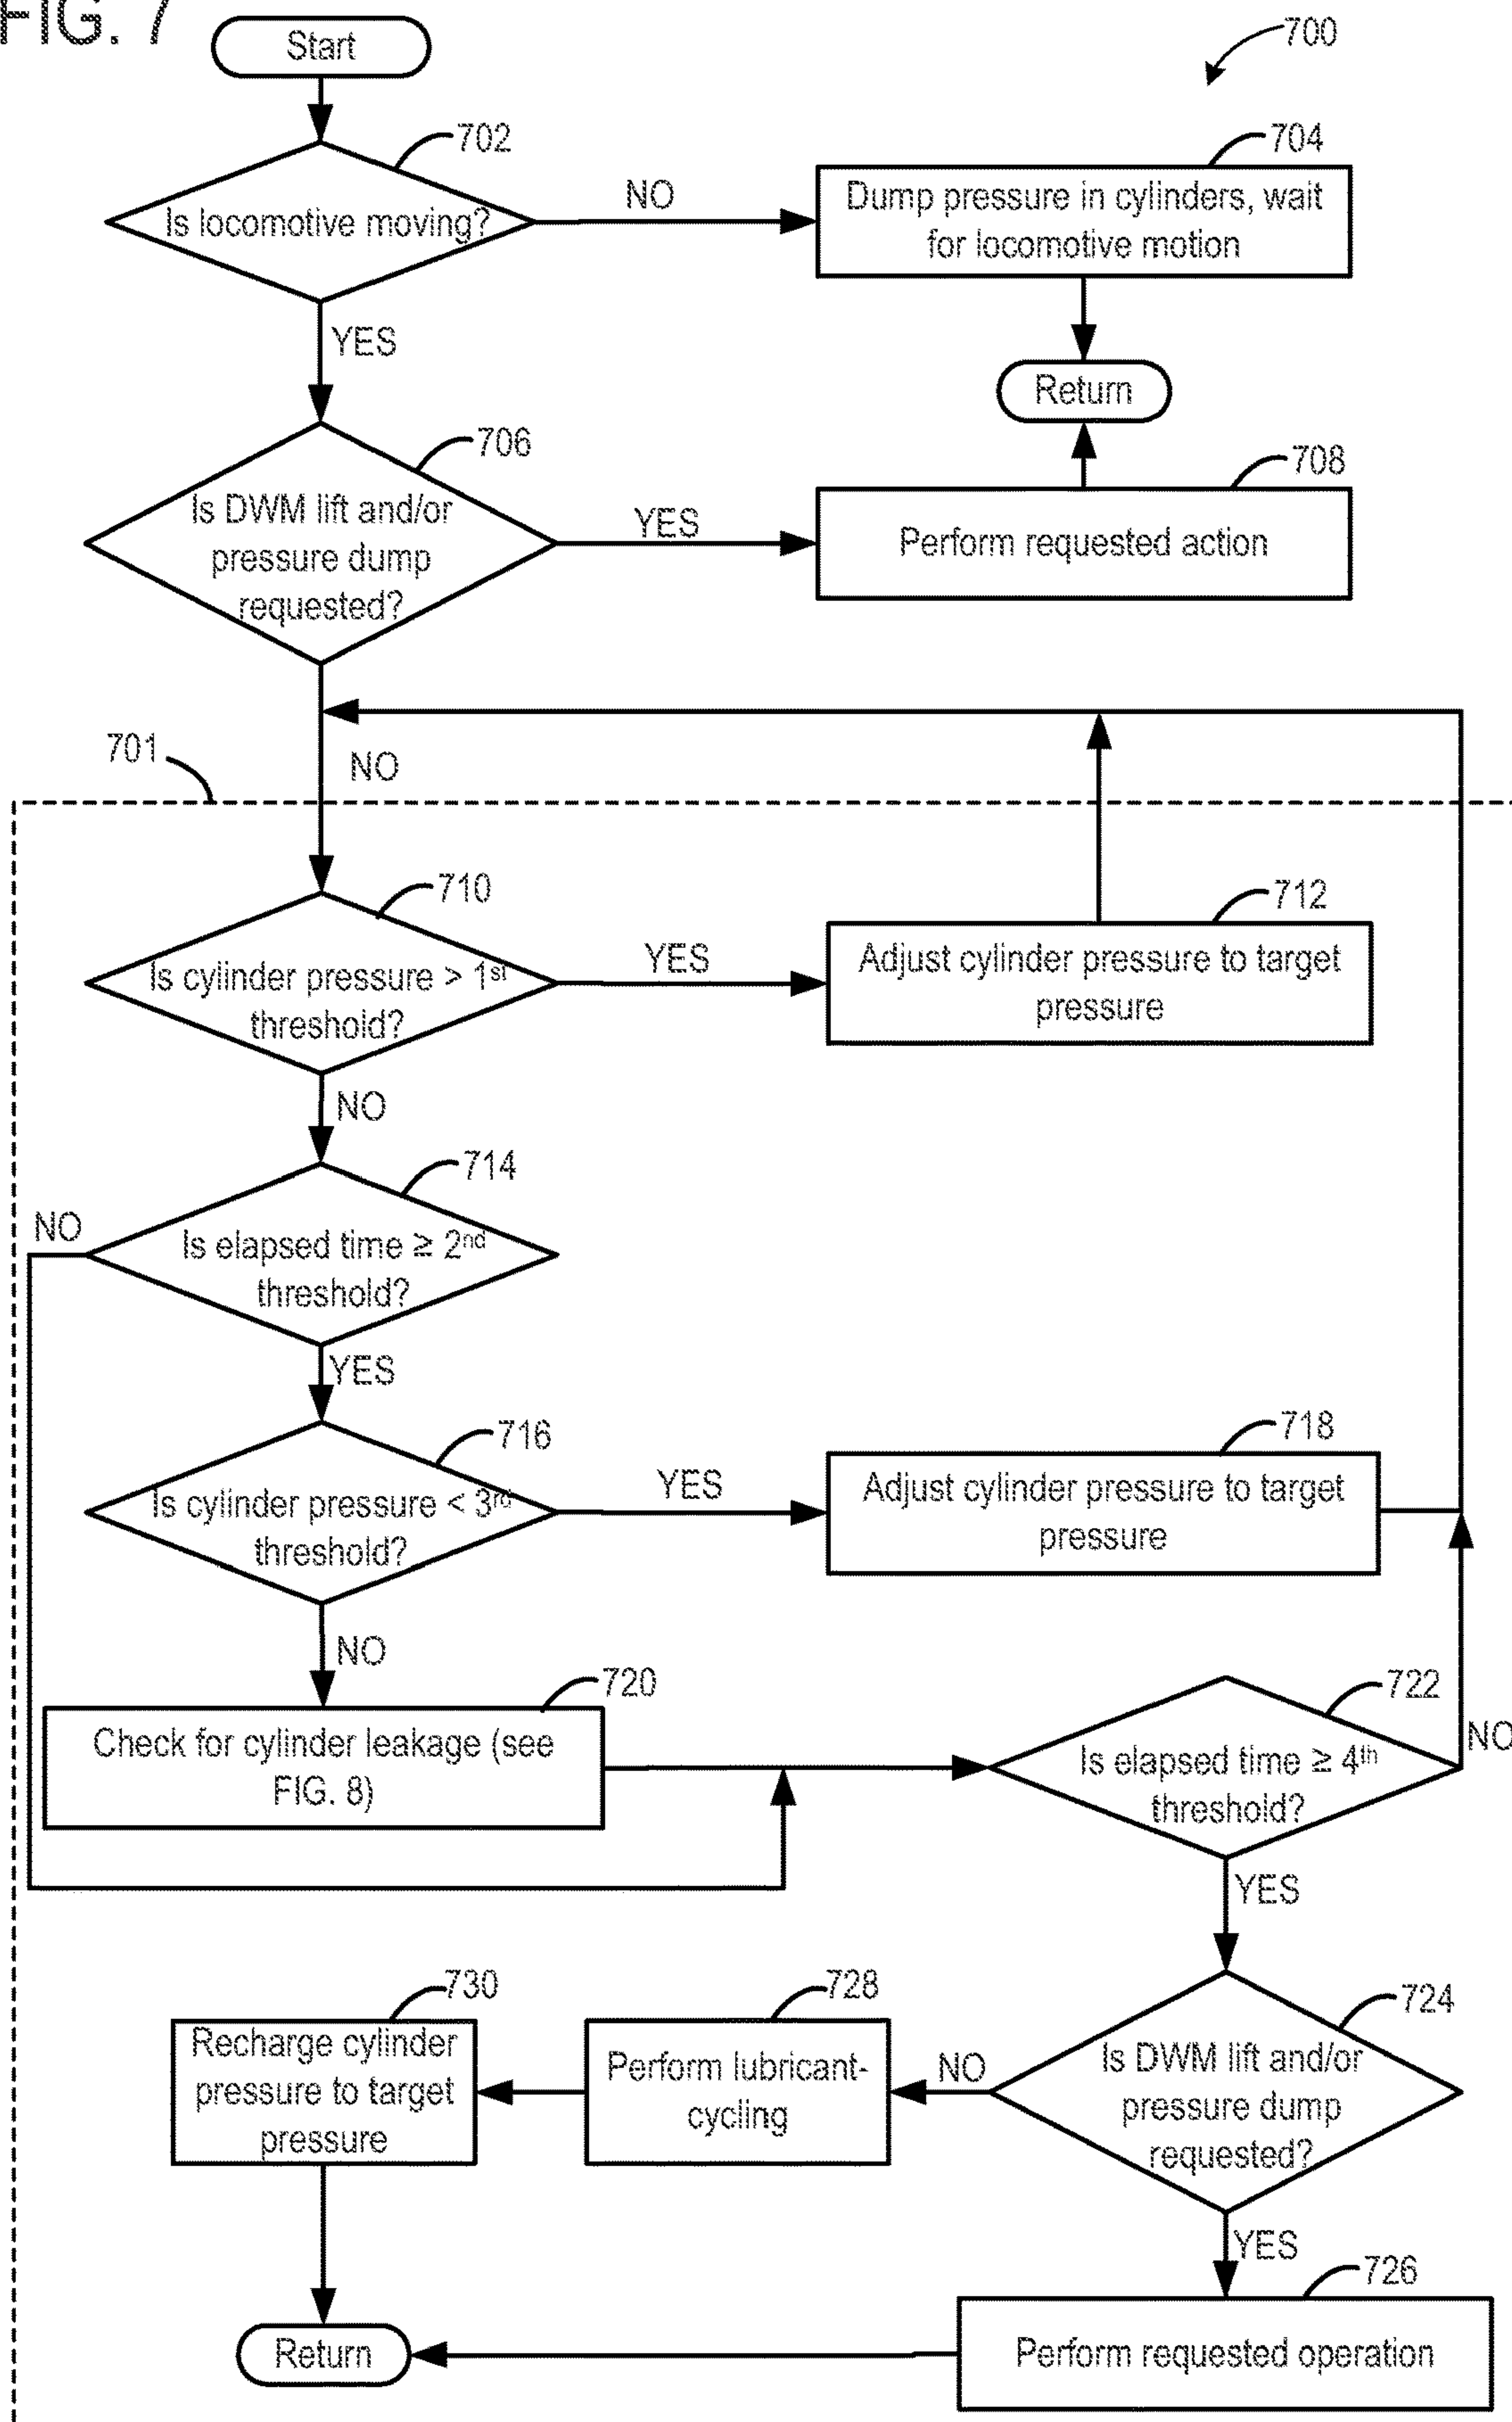 FIG. 7
Start
700
702
704
Is locomotive moving?
NO
Dump pressure in cylinders, wait
for locomotive motion
YES
Return
706
708
Is DWM lift and/or
pressure dump
requested?
YES
Perform requested action
701
NO
710
712
Is cylinder pressure > 1st
threshold?
YES
Adjust cylinder pressure to target
pressure
NO
714
NO
Is elapsed time ≥ 2nd
threshold?
YES
716
718
Is cylinder pressure < 3rd
threshold?
YES
Adjust cylinder pressure to target
pressure
NO
720
722
Check for cylinder leakage (see
FIG. 8)
Is elapsed time ≥ 4th
threshold?
NO
YES
730
728
724
Recharge cylinder
pressure to target
pressure
Perform lubricant-
cycling
NO
Is DWM lift and/or
pressure dump
requested?
YES
726
Return
Perform requested operation